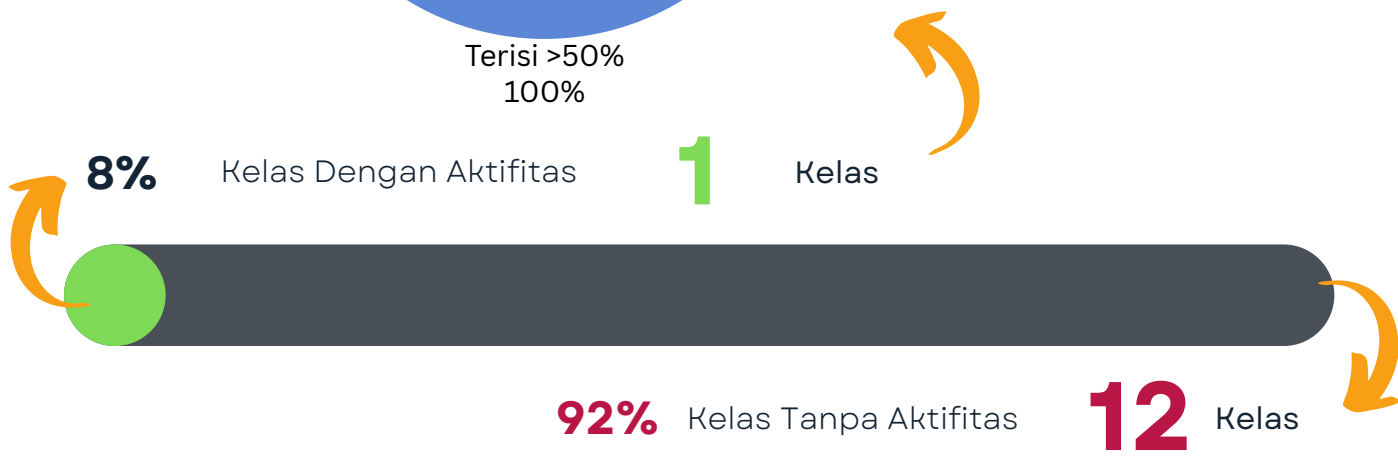 Terisi >50%
100%
8% Kelas Dengan Aktifitas 1 Kelas
92% Kelas Tanpa Aktifitas 12 Kelas